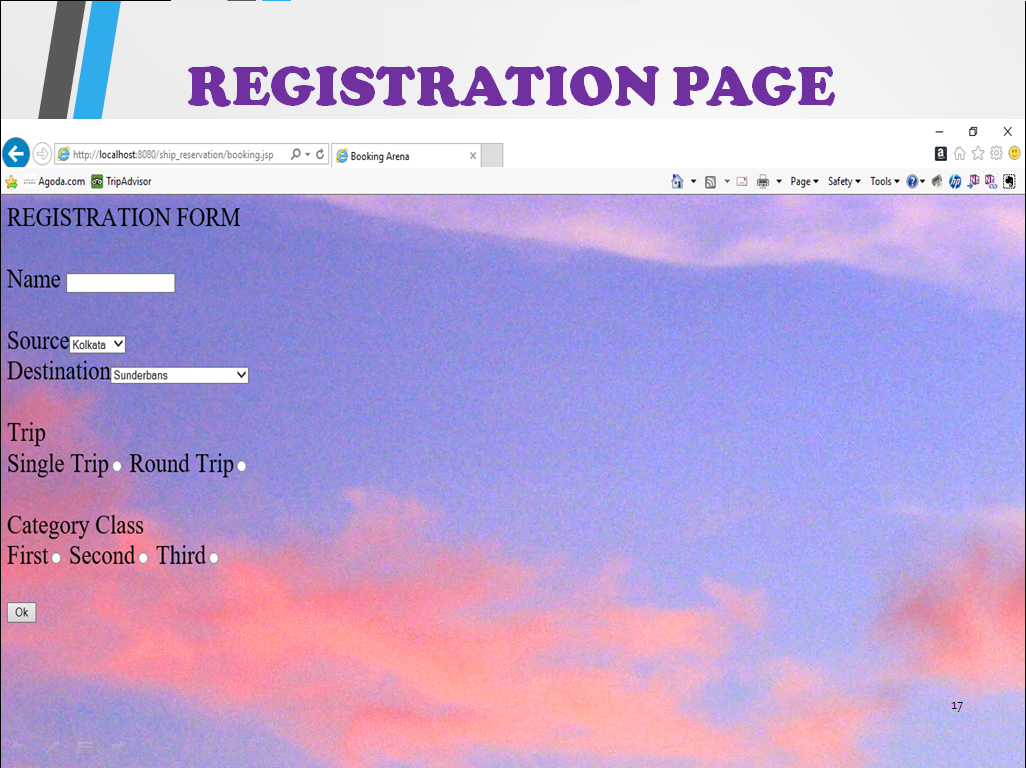 REGISTRATION PAGE
http://localhost:8080/ship_reservation/booking.jsp
Booking Arena
Agoda.com TripAdvisor
Page Safety Tools
REGISTRATION FORM
Name
Source Kolkata
Destination Sunderbans
Trip
Single Trip Round Trip
Category Class
First Second Third
Ok
17